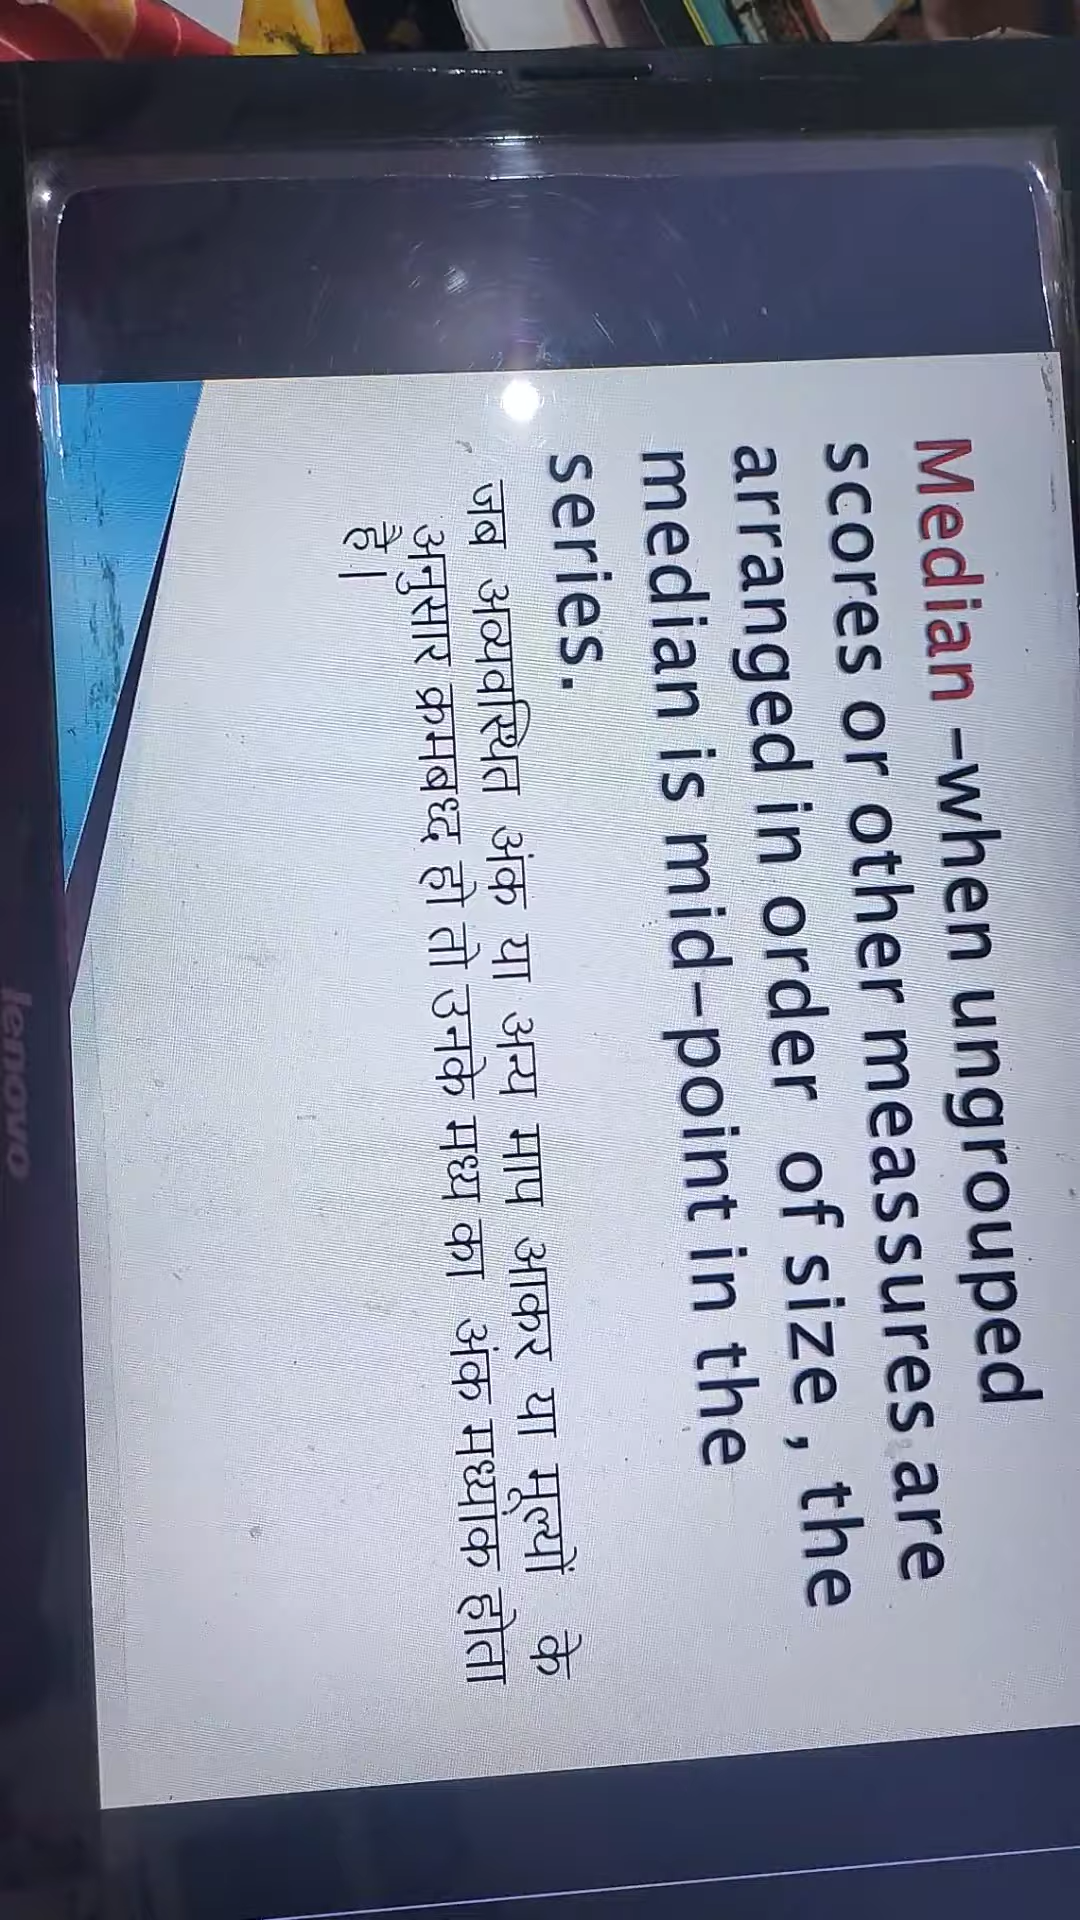 Median –when ungrouped
scores or other meassures are
arranged in order of size , the
median is mid-point in the
series.
जब अव्यवस्थित अंक या अन्य माप आकर या मूल्यों के
अनुसार क्रमबध्द हो तो उनके मध्य का अंक मध्यांक होता
है|
lenovo